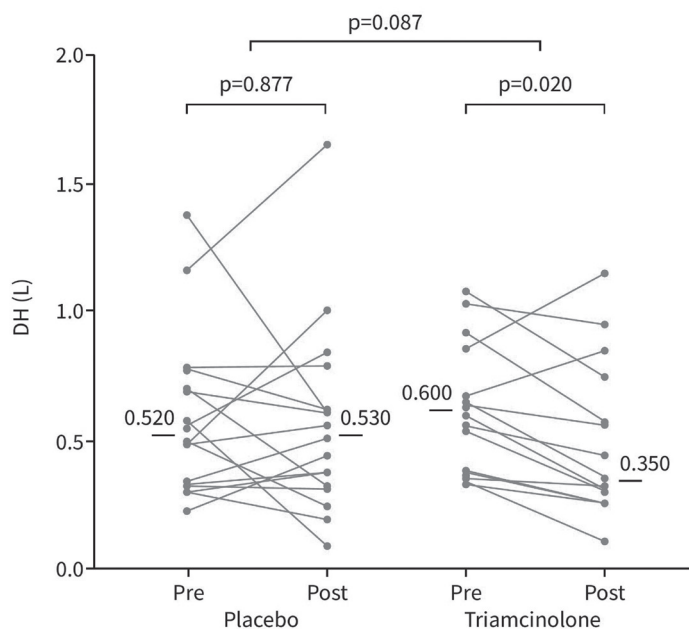 p=0.087
2.0
p=0.877
p=0.020
1.5
DH (L)
1.0
0.600
0.520
0.530
0.5
0.350
0.0
Pre
Post
Pre
Post
Placebo
Triamcinolone